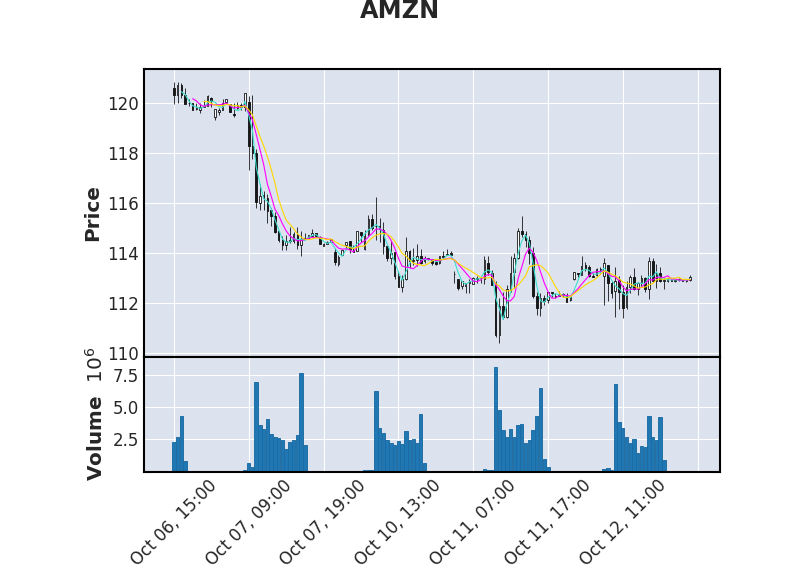 AMZN
120
118
116
114
112
110
Price
7.5
5.0
2.5
Volume 10^6
Oct 06, 15:00
Oct 07, 09:00
Oct 07, 19:00
Oct 10, 13:00
Oct 11, 07:00
Oct 11, 17:00
Oct 12, 11:00